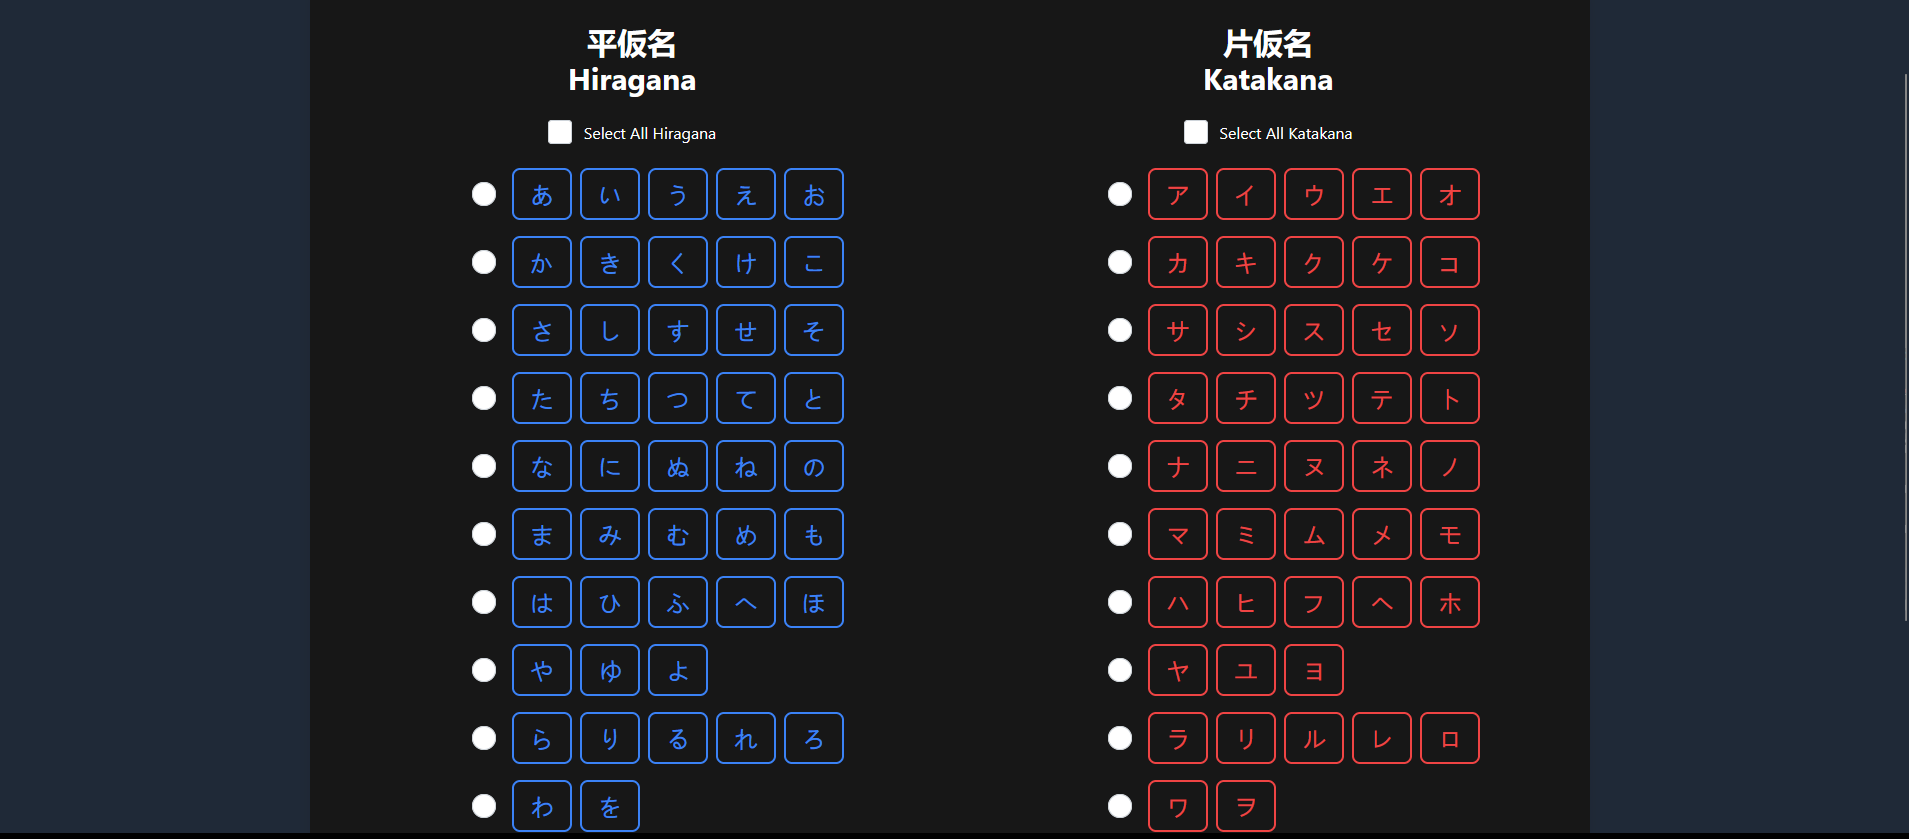 平仮名
Hiragana
Select All Hiragana
あ い う え お
か き く け こ
さ し す せ そ
た ち つ て と
な に ぬ ね の
ま み む め も
は ひ ふ へ ほ
や ゆ よ
ら り る れ ろ
わ を
片仮名
Katakana
Select All Katakana
ア イ ウ エ オ
カ キ ク ケ コ
サ シ ス セ ソ
タ チ ツ テ ト
ナ ニ ヌ ネ ノ
マ ミ ム メ モ
ハ ヒ フ ヘ ホ
ヤ ユ ヨ
ラ リ ル レ ロ
ワ ヲ